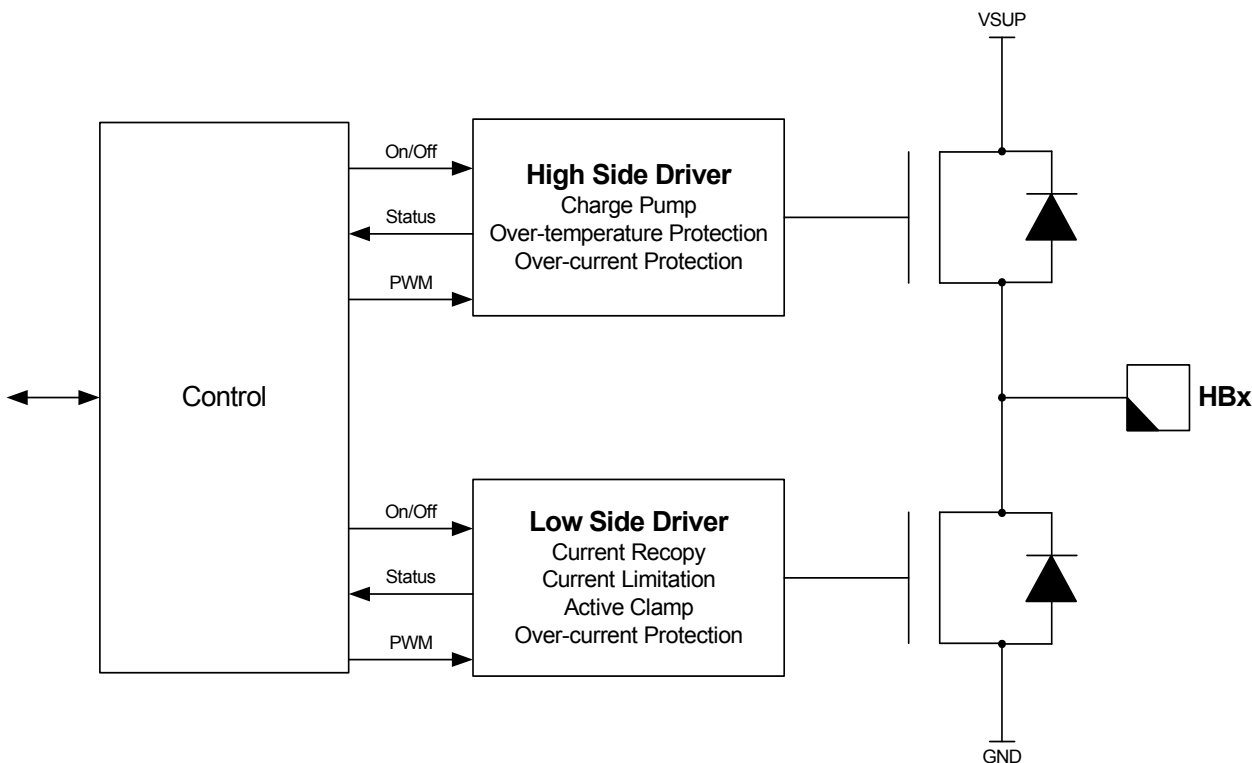 VSUP
On/Off
High Side Driver
Charge Pump
Status
Over-temperature Protection
Over-current Protection
PWM
Control
HBx
On/Off
Low Side Driver
Current Recopy
Status
Current Limitation
Active Clamp
Over-current Protection
PWM
GND